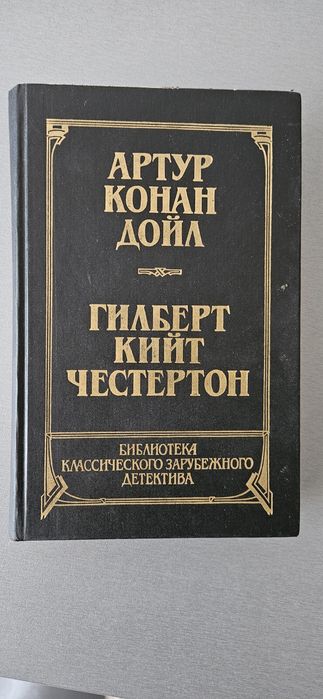 АРТУР
КОНАН
ДОЙЛ
ГИЛБЕРТ
КИЙТ
ЧЕСТЕРТОН
БИБЛИОТЕКА
КЛАССИЧЕСКОГО ЗАРУБЕЖНОГО
ДЕТЕКТИВА